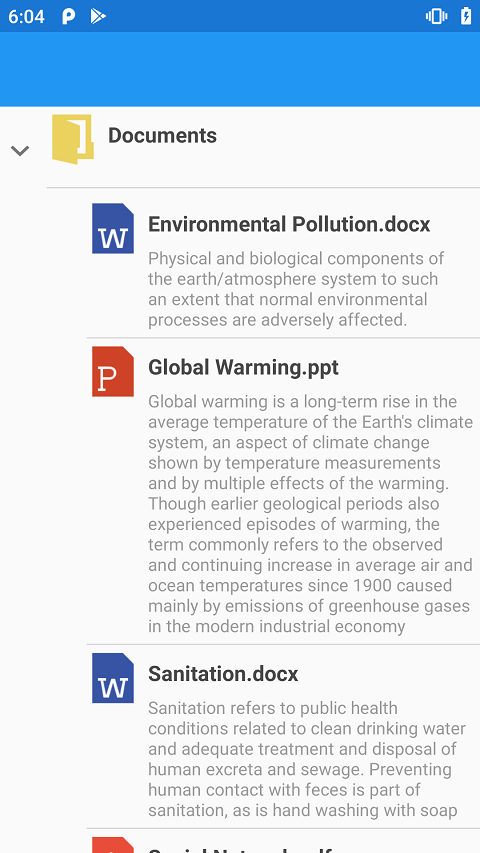 6:04
Documents
W
Environmental Pollution.docx
Physical and biological components of
the earth/atmosphere system to such
an extent that normal environmental
processes are adversely affected.
P
Global Warming.ppt
Global warming is a long-term rise in the
average temperature of the Earth's climate
system, an aspect of climate change
shown by temperature measurements
and by multiple effects of the warming.
Though earlier geological periods also
experienced episodes of warming, the
term commonly refers to the observed
and continuing increase in average air and
ocean temperatures since 1900 caused
mainly by emissions of greenhouse gases
in the modern industrial economy
W
Sanitation.docx
Sanitation refers to public health
conditions related to clean drinking water
and adequate treatment and disposal of
human excreta and sewage. Preventing
human contact with feces is part of
sanitation, as is hand washing with soap